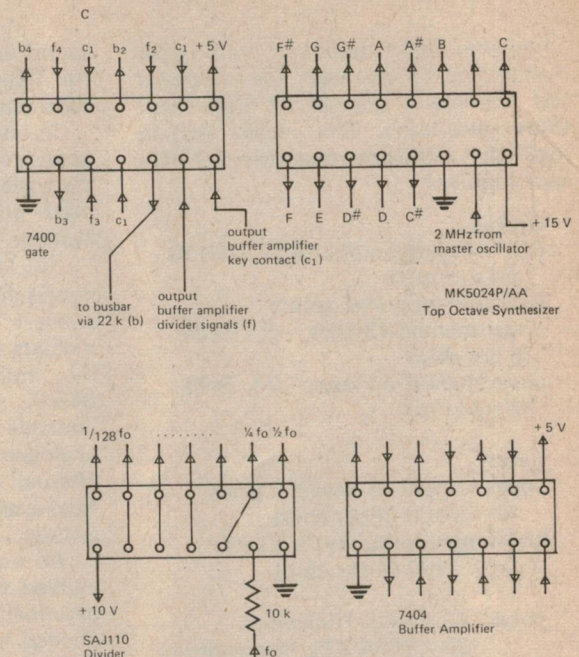 C
b4 f4 c1 b2 f2 c1 +5 V
b3 f3 c1
7400
gate
to busbar
via 22 k (b)
output
buffer amplifier
divider signals (f)
output
buffer amplifier
key contact (c1)
F# G G# A A# B C
F E D# D C#
2 MHz from
master oscillator
+ 15 V
MK5024P/AA
Top Octave Synthesizer
1/128 fo ........ ¼ fo ½ fo
+ 10 V
10 k
fo
SAJ110
Divider
+ 5 V
7404
Buffer Amplifier